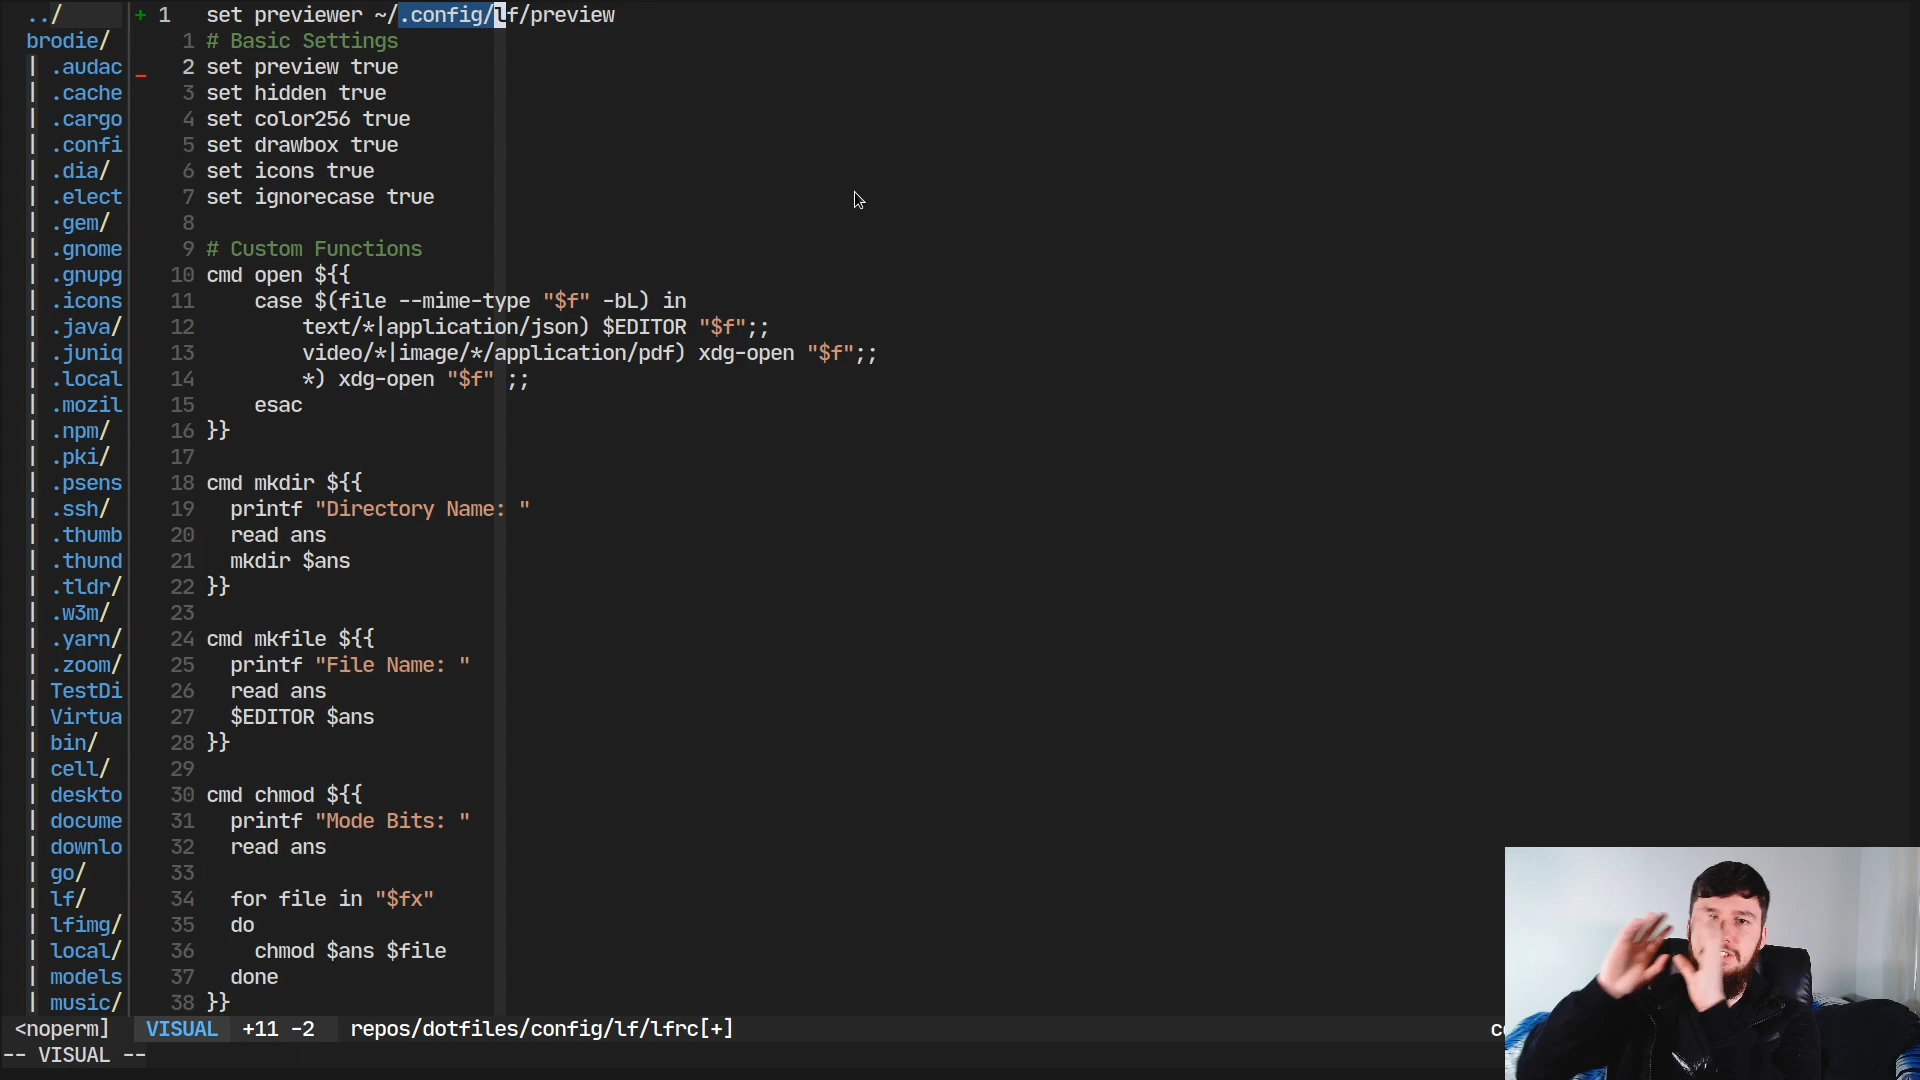 ../
brodie/
| .audac
| .cache
| .cargo
| .confi
| .dia/
| .elect
| .gem/
| .gnome
| .gnupg
| .icons
| .java/
| .juniq
| .local
| .mozil
| .npm/
| .pki/
| .psens
| .ssh/
| .thumb
| .thund
| .tldr/
| .w3m/
| .yarn/
| .zoom/
| TestDi
| Virtua
| bin/
| cell/
| deskto
| docume
| downlo
| go/
| lf/
| lfimg/
| local/
| models
| music/
+ 1 set previewer ~/.config/lf/preview
1 # Basic Settings
_ 2 set preview true
3 set hidden true
4 set color256 true
5 set drawbox true
6 set icons true
7 set ignorecase true
8
9 # Custom Functions
10 cmd open ${{
11 case $(file --mime-type "$f" -bL) in
12 text/*|application/json) $EDITOR "$f";;
13 video/*|image/*/application/pdf) xdg-open "$f";;
14 *) xdg-open "$f" ;;
15 esac
16 }}
17
18 cmd mkdir ${{
19 printf "Directory Name: "
20 read ans
21 mkdir $ans
22 }}
23
24 cmd mkfile ${{
25 printf "File Name: "
26 read ans
27 $EDITOR $ans
28 }}
29
30 cmd chmod ${{
31 printf "Mode Bits: "
32 read ans
33
34 for file in "$fx"
35 do
36 chmod $ans $file
37 done
38 }}
<noperm] VISUAL +11 -2 repos/dotfiles/config/lf/lfrc[+]
-- VISUAL --